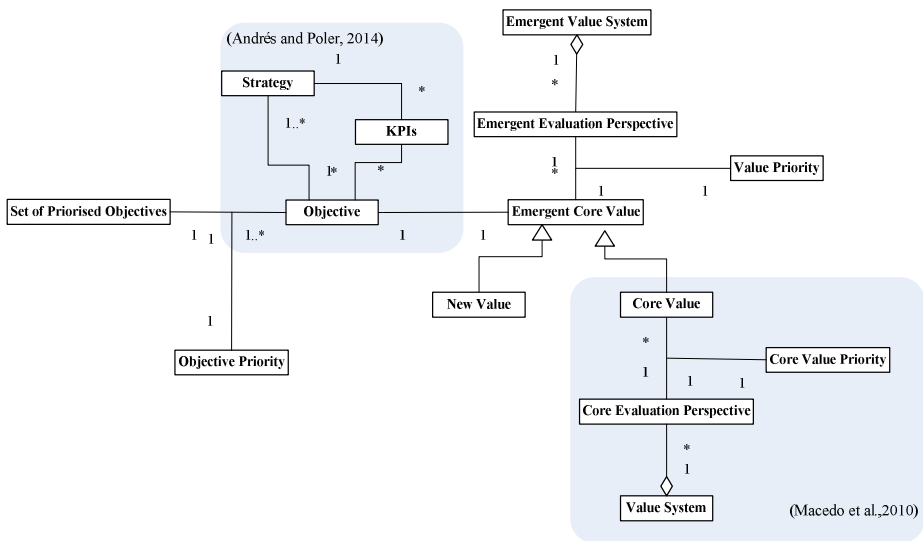 Emergent Value System
(Andrés and Poler, 2014)
1
1
Strategy
*
*
1..*
KPIs
Emergent Evaluation Perspective
1*
*
1
*
Value Priority
1
1
Set of Priorised Objectives
Objective
Emergent Core Value
1
1
1..*
1
1
New Value
Core Value
1
Objective Priority
*
Core Value Priority
1
1
1
Core Evaluation Perspective
*
1
Value System
(Macedo et al.,2010)